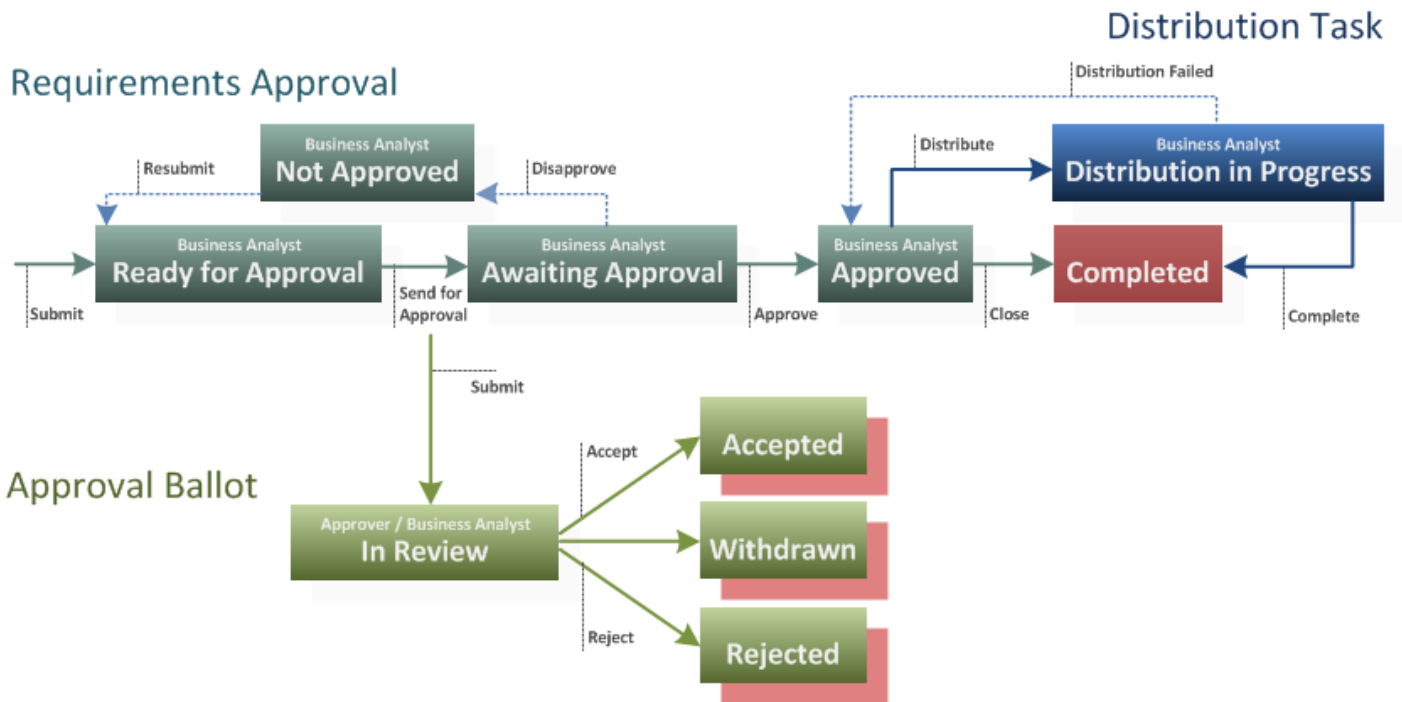 Distribution Task
Requirements Approval
Distribution Failed
Business Analyst
Not Approved
Resubmit
Disapprove
Distribute
Business Analyst
Distribution in Progress
Business Analyst
Ready for Approval
Business Analyst
Awaiting Approval
Business Analyst
Approved
Completed
Submit
Send for
Approval
Approve
Close
Complete
Submit
Approval Ballot
Accept
Accepted
Approver / Business Analyst
In Review
Withdrawn
Reject
Rejected